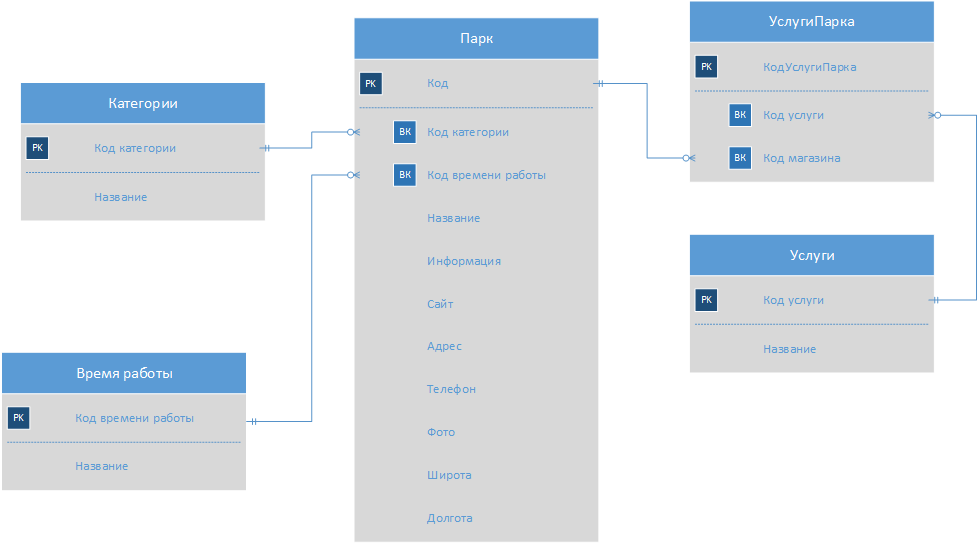 Категории
PK Код категории
Название
Время работы
PK Код времени работы
Название
Парк
PK Код
ВК Код категории
ВК Код времени работы
Название
Информация
Сайт
Адрес
Телефон
Фото
Широта
Долгота
УслугиПарка
PK КодУслугиПарка
ВК Код услуги
ВК Код магазина
Услуги
PK Код услуги
Название